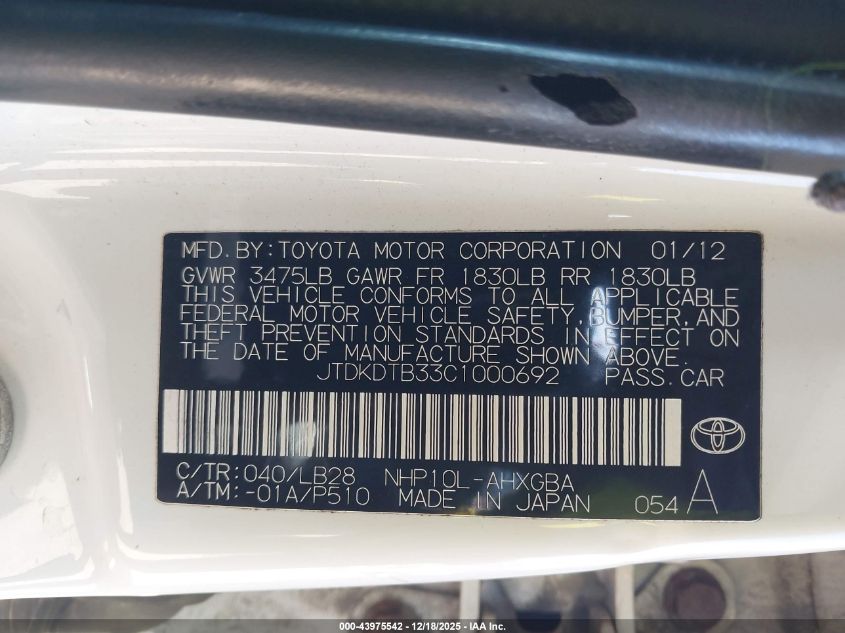 MFD.BY:TOYOTA MOTOR CORPORATION 01/12
GVWR 3475LB GAWR FR 1830LB RR 1830LB
THIS VEHICLE CONFORMS TO ALL APPLICABLE
FEDERAL MOTOR VEHICLE SAFETY,BUMPER,AND
THEFT PREVENTION STANDARDS IN EFFECT ON
THE DATE OF MANUFACTURE SHOWN ABOVE.
JTDKDTB33C1000692 PASS.CAR
C/TR:040/LB28 NHP10L-AHXGBA
A/TM:-01A/P510 MADE IN JAPAN 054 A
000-43975542 - 12/18/2025 - IAA Inc.